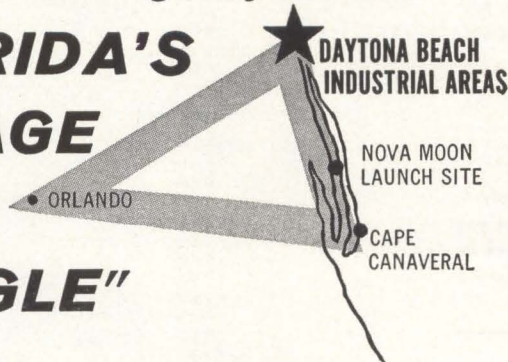 RIDA'S
AGE
GLE"
DAYTONA BEACH
INDUSTRIAL AREAS
NOVA MOON
LAUNCH SITE
ORLANDO
CAPE
CANAVERAL